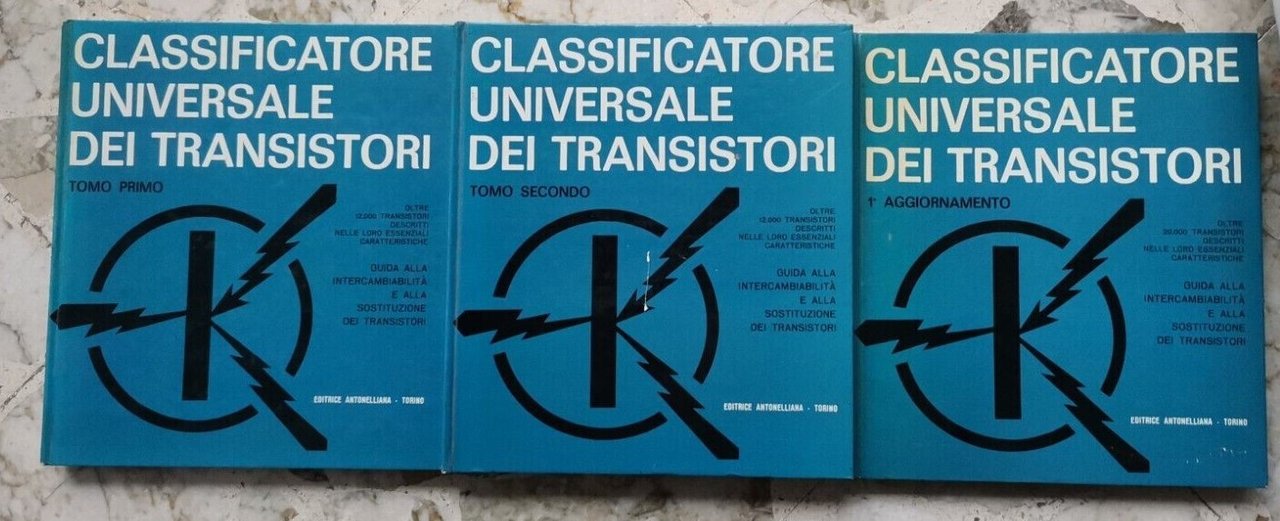 CLASSIFICATORE
UNIVERSALE
DEI TRANSISTORI
TOMO PRIMO
OLTRE
12.000 TRANSISTORI
DESCRITTI
NELLE LORO ESSENZIALI
CARATTERISTICHE
GUIDA ALLA
INTERCAMBIABILITÀ
E ALLA
SOSTITUZIONE
DEI TRANSISTORI
EDITRICE ANTONELLIANA - TORINO
CLASSIFICATORE
UNIVERSALE
DEI TRANSISTORI
TOMO SECONDO
OLTRE
12.000 TRANSISTORI
DESCRITTI
NELLE LORO ESSENZIALI
CARATTERISTICHE
GUIDA ALLA
INTERCAMBIABILITÀ
E ALLA
SOSTITUZIONE
DEI TRANSISTORI
EDITRICE ANTONELLIANA - TORINO
CLASSIFICATORE
UNIVERSALE
DEI TRANSISTORI
1° AGGIORNAMENTO
OLTRE
20.000 TRANSISTORI
DESCRITTI
NELLE LORO ESSENZIALI
CARATTERISTICHE
GUIDA ALLA
INTERCAMBIABILITÀ
E ALLA
SOSTITUZIONE
DEI TRANSISTORI
EDITRICE ANTONELLIANA - TORINO